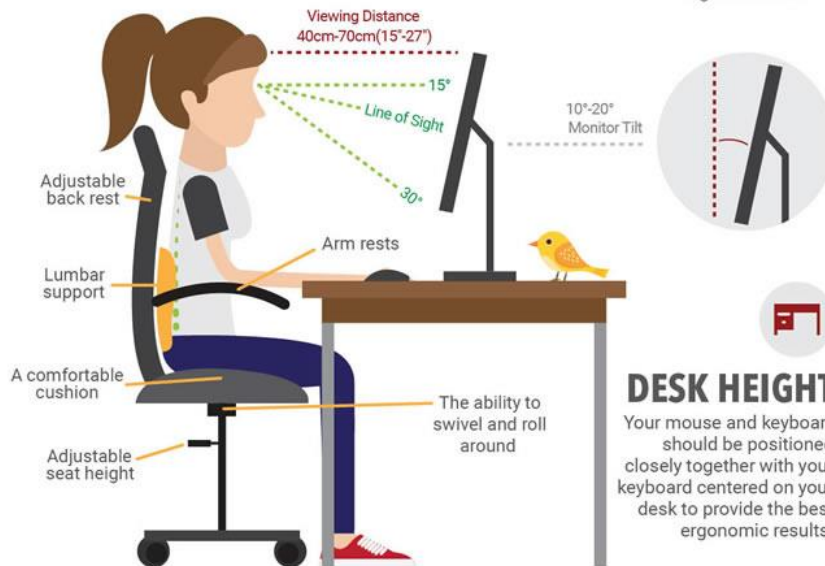 Viewing Distance
40cm-70cm(15"-27")
15°
Line of Sight
30°
10°-20°
Monitor Tilt
Adjustable
back rest
Arm rests
Lumbar
support
A comfortable
cushion
The ability to
swivel and roll
around
Adjustable
seat height
DESK HEIGHT
Your mouse and keyboar
should be positione
closely together with you
keyboard centered on you
desk to provide the bes
ergonomic results